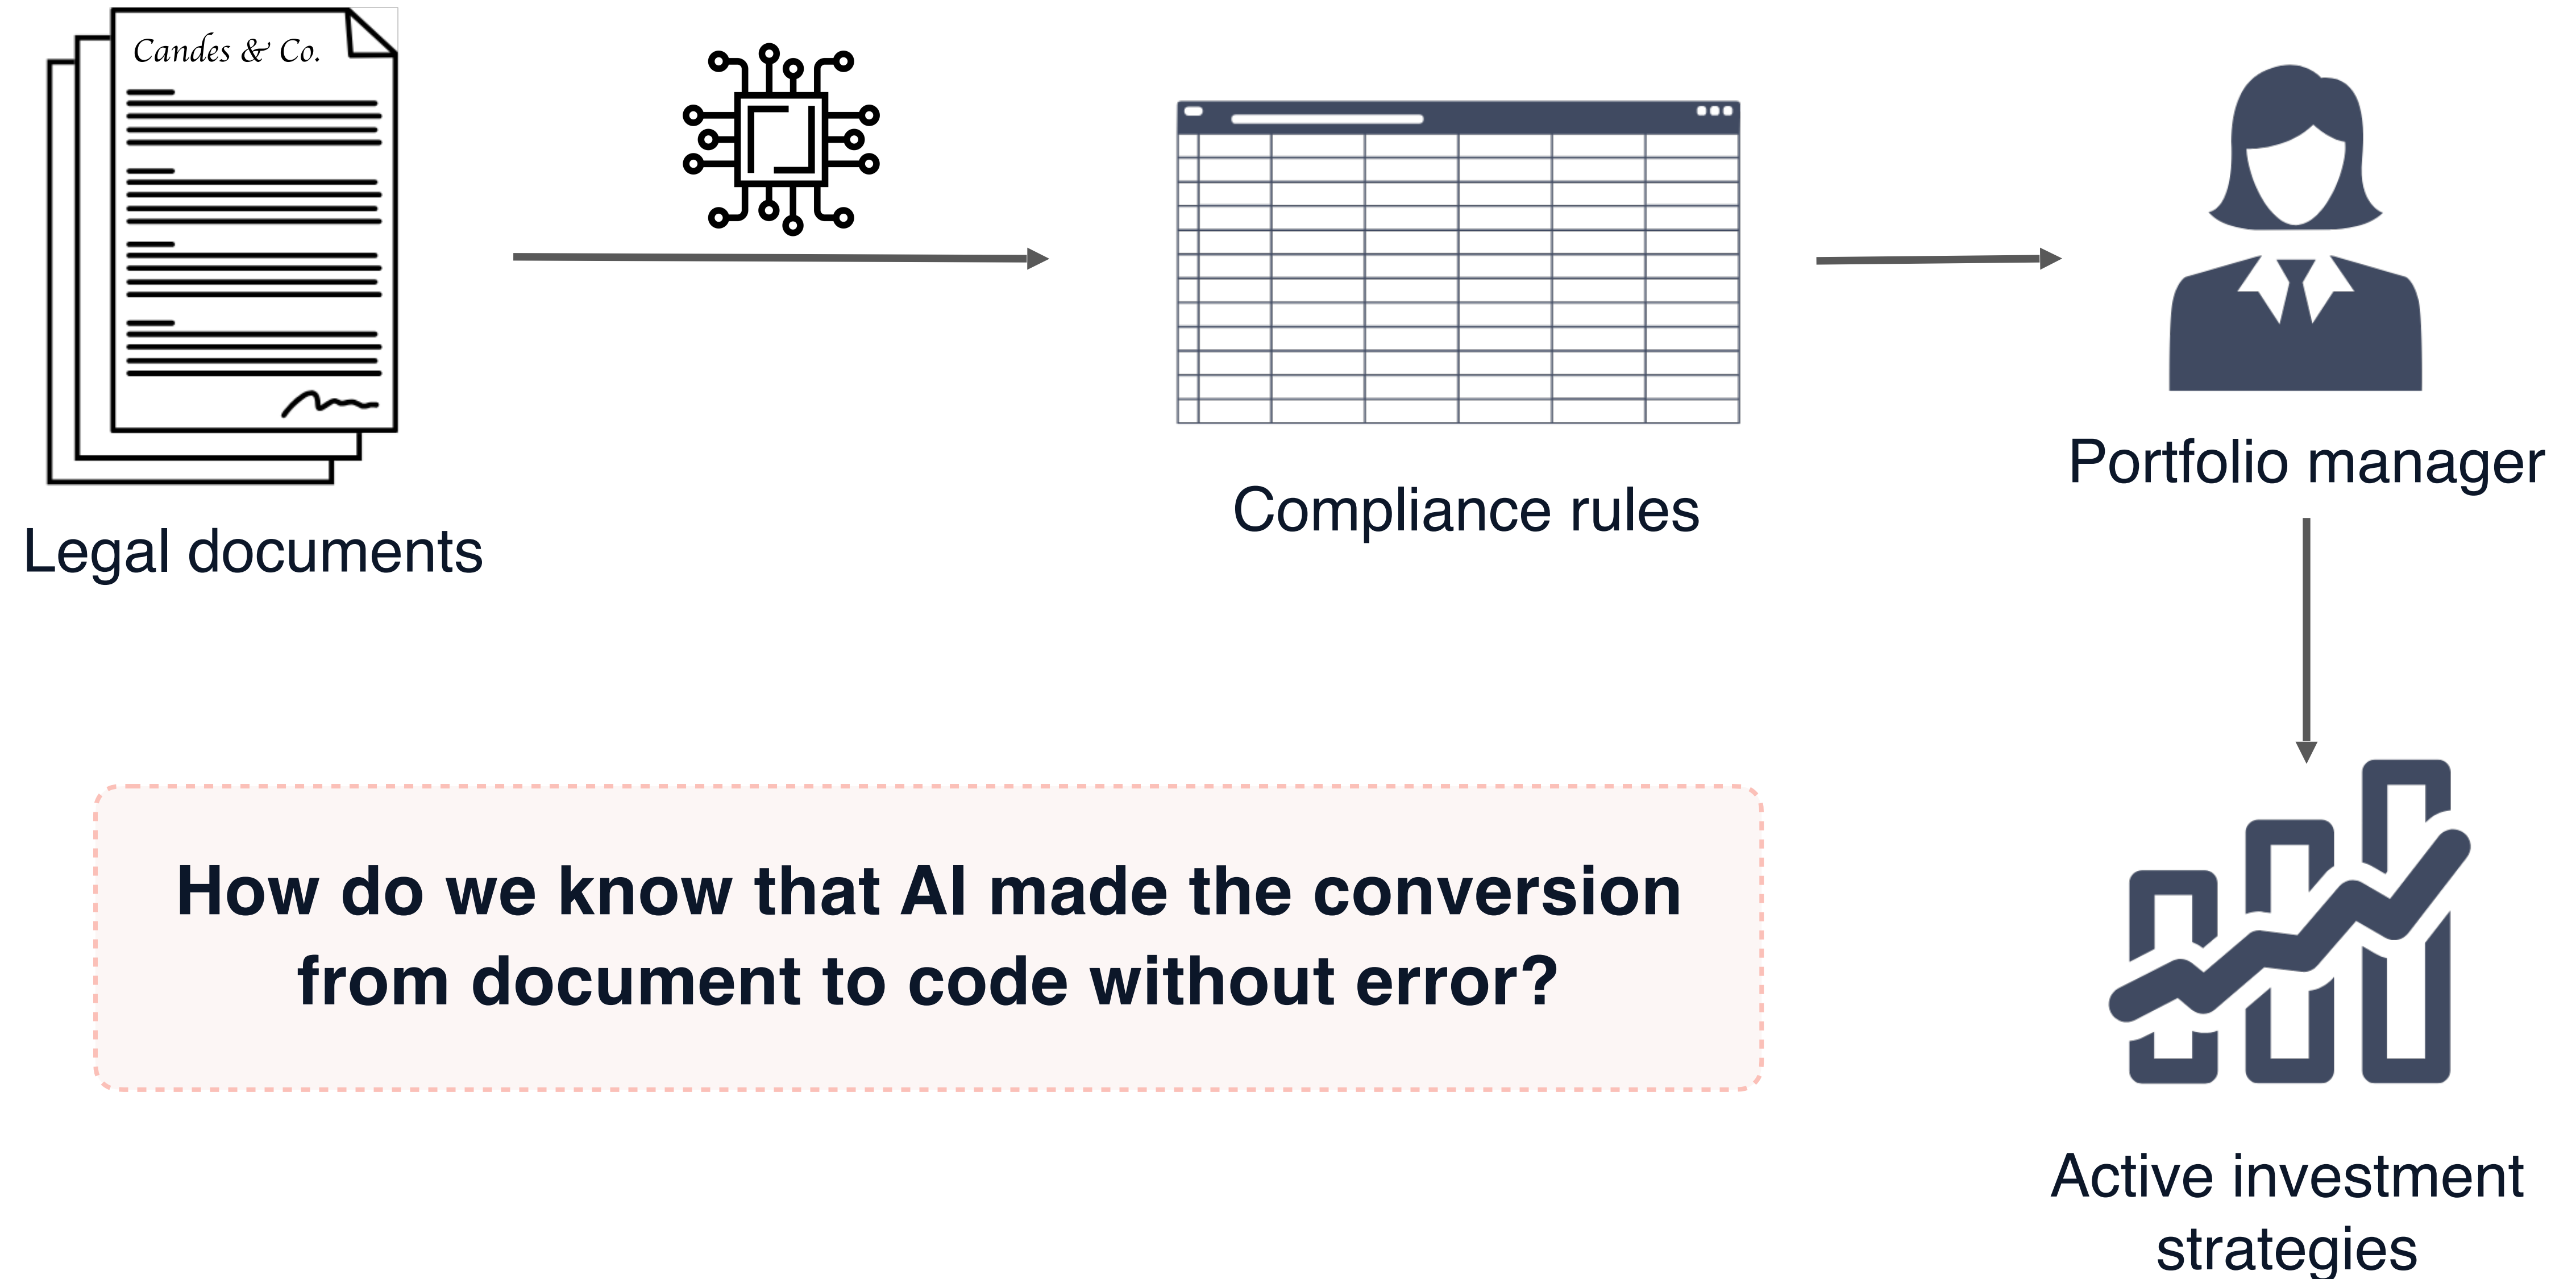 Candes & Co.
Legal documents
Compliance rules
Portfolio manager
How do we know that AI made the conversion
from document to code without error?
Active investment
strategies